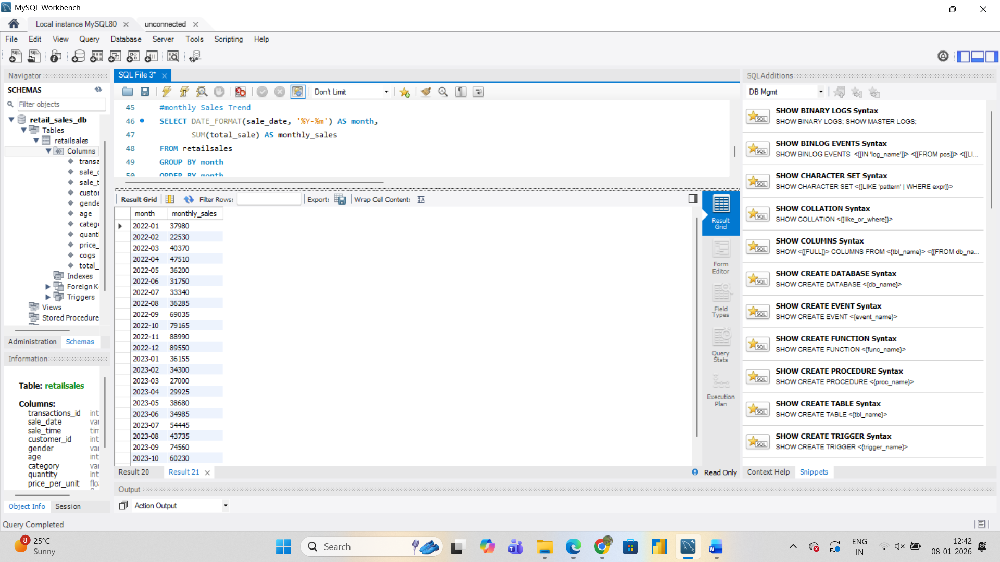 MySQL Workbench
Local instance MySQL80
unconnected
File Edit View Query Database Server Tools Scripting Help
Navigator
SCHEMAS
Filter objects
retail_sales_db
Tables
retailsales
Columns
transa
sale_c
sale_t
custor
gende
age
categ
quant
price_
cogs
total_
Indexes
Foreign K
Triggers
Views
Stored Procedure
Administration Schemas
Information
Table: retailsales
Columns:
transactions_id int
sale_date vai
sale_time tin
customer_id int
gender vai
age int
category vai
quantity int
price_per_unit flo
Object Info Session
Query Completed
SQL File 3*
Don't Limit
45 #monthly Sales Trend
46 SELECT DATE_FORMAT(sale_date, '%Y-%m') AS month,
47 SUM(total_sale) AS monthly_sales
48 FROM retailsales
49 GROUP BY month
50 ORDER BY month
Result Grid Filter Rows: Export: Wrap Cell Content:
month monthly_sales
2022-01 37980
2022-02 22530
2022-03 40370
2022-04 47510
2022-05 36200
2022-06 31750
2022-07 33340
2022-08 36285
2022-09 69035
2022-10 79165
2022-11 88990
2022-12 89550
2023-01 36155
2023-02 34300
2023-03 27000
2023-04 29925
2023-05 38680
2023-06 34985
2023-07 54445
2023-08 43735
2023-09 74560
2023-10 60230
Result
Grid
Form
Editor
Field
Types
Query
Stats
Execution
Plan
Result 20 Result 21
Read Only
Output
Action Output
SQLAdditions
DB Mgmt
SHOW BINARY LOGS Syntax
SHOW BINARY LOGS; SHOW MASTER LOGS;
SHOW BINLOG EVENTS Syntax
SHOW BINLOG EVENTS <{[IN 'log_name']}> <{[FROM pos]}> <{[LI...
SHOW CHARACTER SET Syntax
SHOW CHARACTER SET <{[LIKE 'pattern' | WHERE expr]}>
SHOW COLLATION Syntax
SHOW COLLATION <{[like_or_where]}>
SHOW COLUMNS Syntax
SHOW <{[FULL]}> COLUMNS FROM <{tbl_name}> <{[FROM db_na...
SHOW CREATE DATABASE Syntax
SHOW CREATE DATABASE <{db_name}>
SHOW CREATE EVENT Syntax
SHOW CREATE EVENT <{event_name}>
SHOW CREATE FUNCTION Syntax
SHOW CREATE FUNCTION <{func_name}>
SHOW CREATE PROCEDURE Syntax
SHOW CREATE PROCEDURE <{proc_name}>
SHOW CREATE TABLE Syntax
SHOW CREATE TABLE <{tbl_name}>
SHOW CREATE TRIGGER Syntax
SHOW CREATE TRIGGER <{trigger_name}>
Context Help Snippets
8
25°C
Sunny
Search
ENG
IN
12:42
08-01-2026